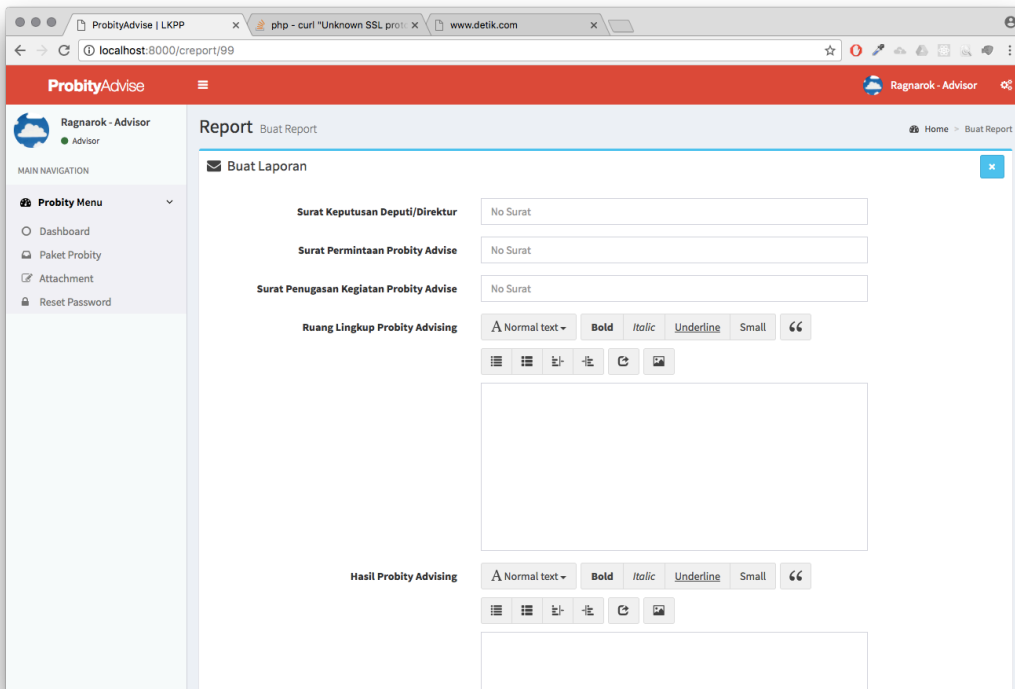 ProbityAdvise | LKPP
php - curl "Unknown SSL proto
www.detik.com
localhost:8000/creport/99
ProbityAdvise
Ragnarok - Advisor
Ragnarok - Advisor
Advisor
MAIN NAVIGATION
Probity Menu
Dashboard
Paket Probity
Attachment
Reset Password
Report Buat Report
Home > Buat Report
Buat Laporan
Surat Keputusan Deputi/Direktur No Surat
Surat Permintaan Probity Advise No Surat
Surat Penugasan Kegiatan Probity Advise No Surat
Ruang Lingkup Probity Advising A Normal text Bold Italic Underline Small
Hasil Probity Advising A Normal text Bold Italic Underline Small